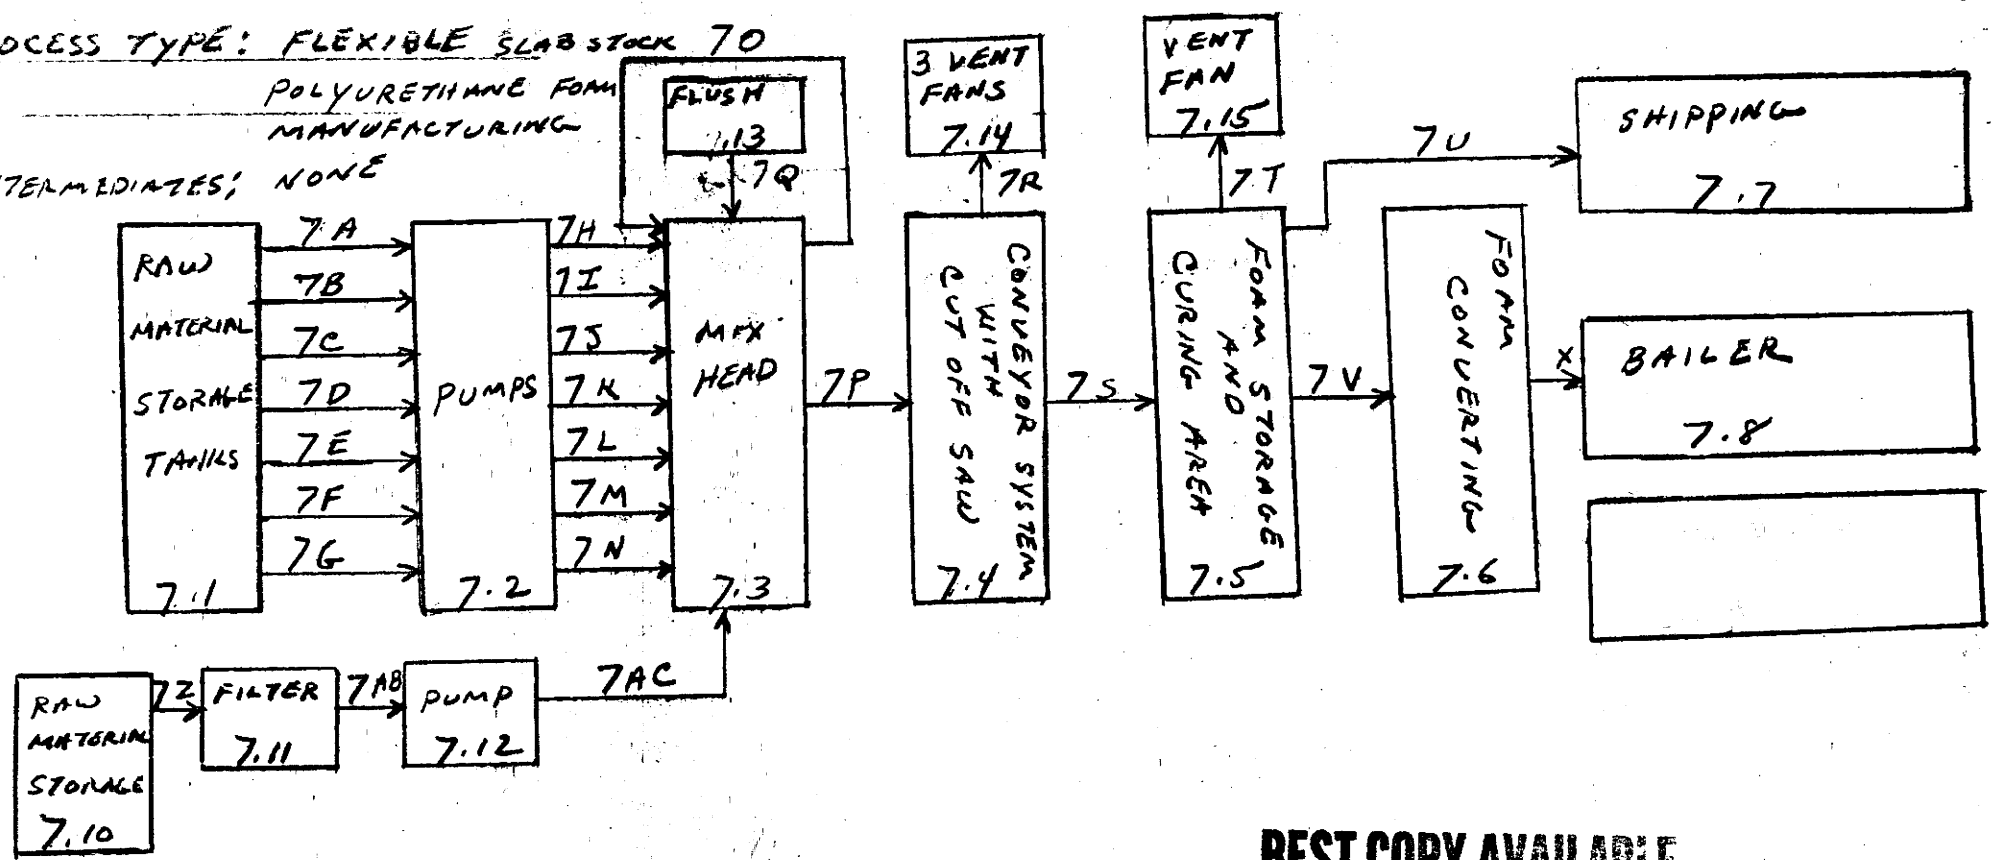 OCESS TYPE: FLEXIBLE SLAB STOCK
POLYURETHANE FOAM
MANUFACTURING
TERMEDIATES; NONE
7O
FLUSH
.13
7Q
3 VENT
FANS
7.14
7R
VENT
FAN
7.15
7T
7U
SHIPPING
7.7
RAW
MATERIAL
STORAGE
TANKS
7.1
7A
7B
7C
7D
7E
7F
7G
PUMPS
7.2
7H
7I
7J
7K
7L
7M
7N
MIX
HEAD
7.3
7P
CONVEYOR SYSTEM
WITH
CUT OFF SAW
7.4
7S
FOAM STORAGE
AND
CURING AREA
7.5
7V
FOAM
CONVERTING
7.6
X
BAILER
7.8
RAW
MATERIAL
STORAGE
7.10
7Z
FILTER
7.11
7AB
PUMP
7.12
7AC
BEST COPY AVAILABLE